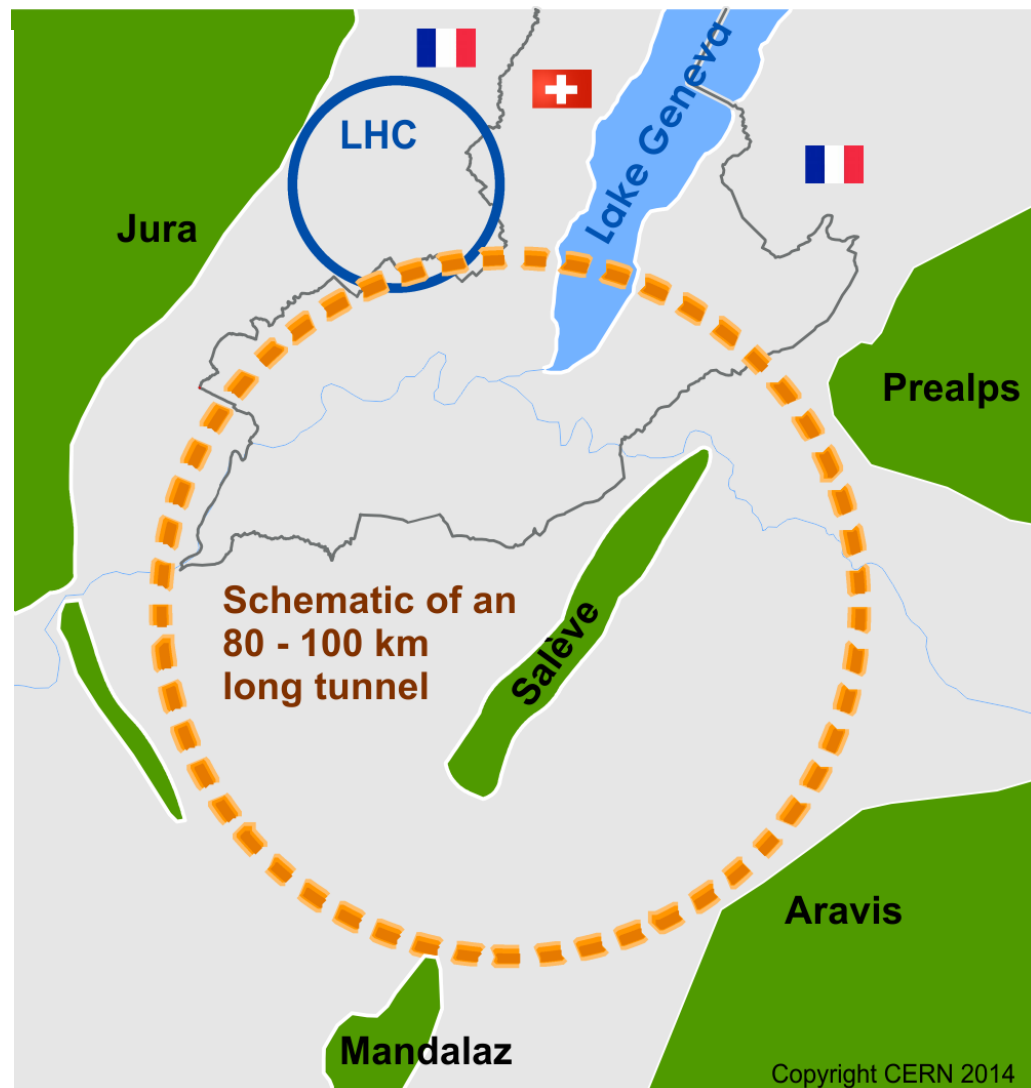 LHC
Lake Geneva
Jura
Prealps
Schematic of an
80 - 100 km
long tunnel
Salève
Aravis
Mandalaz
Copyright CERN 2014